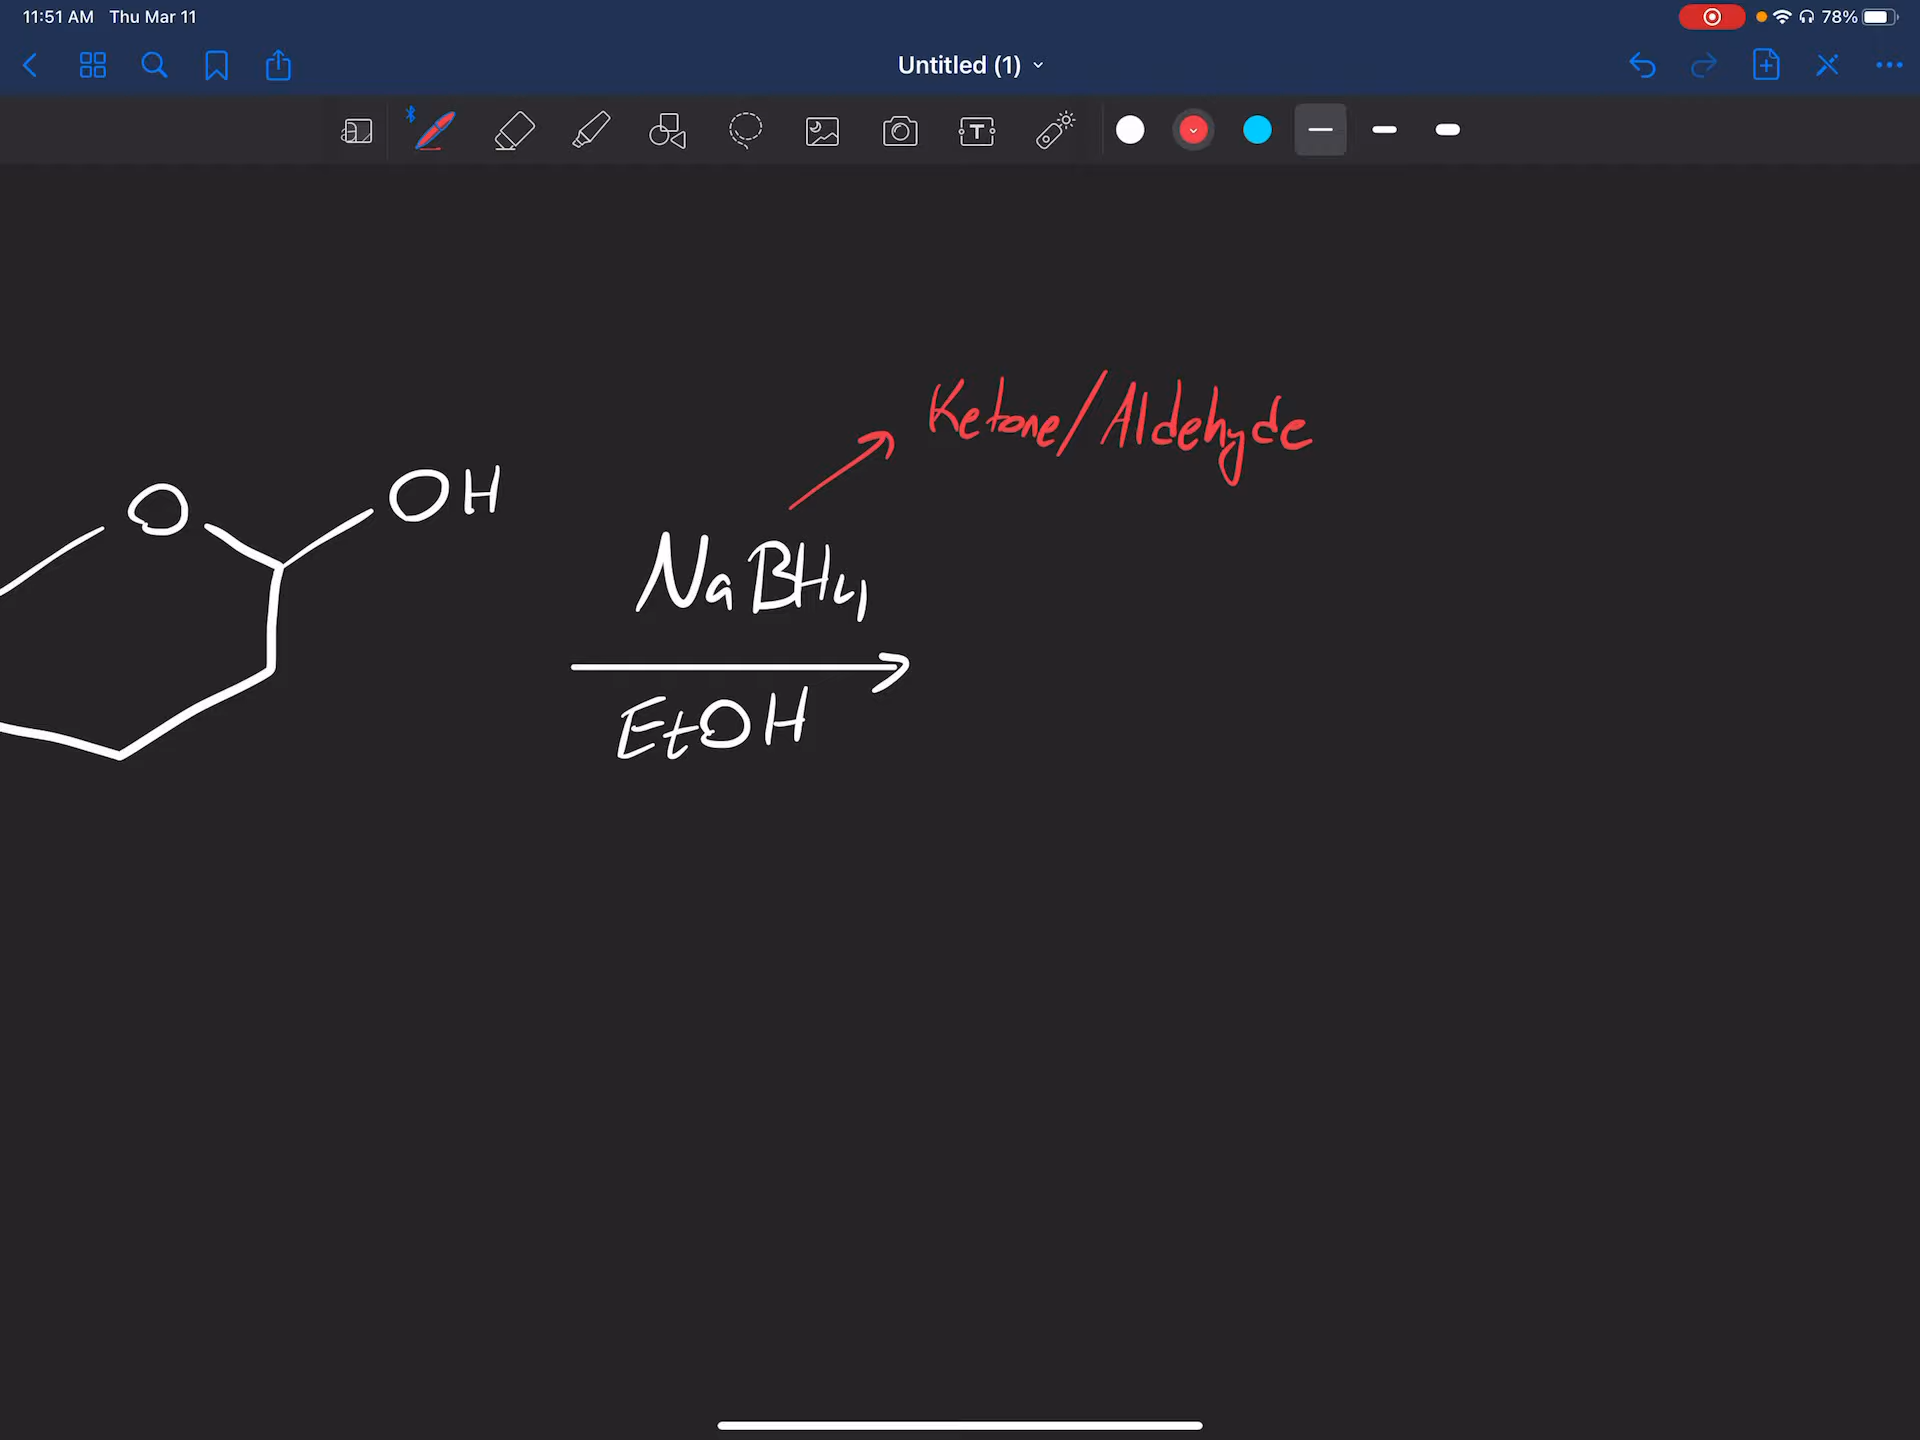 11:51 AM Thu Mar 11
78%
Untitled (1)
T
Ketone/Aldehyde
O
OH
NaBH4
EtOH